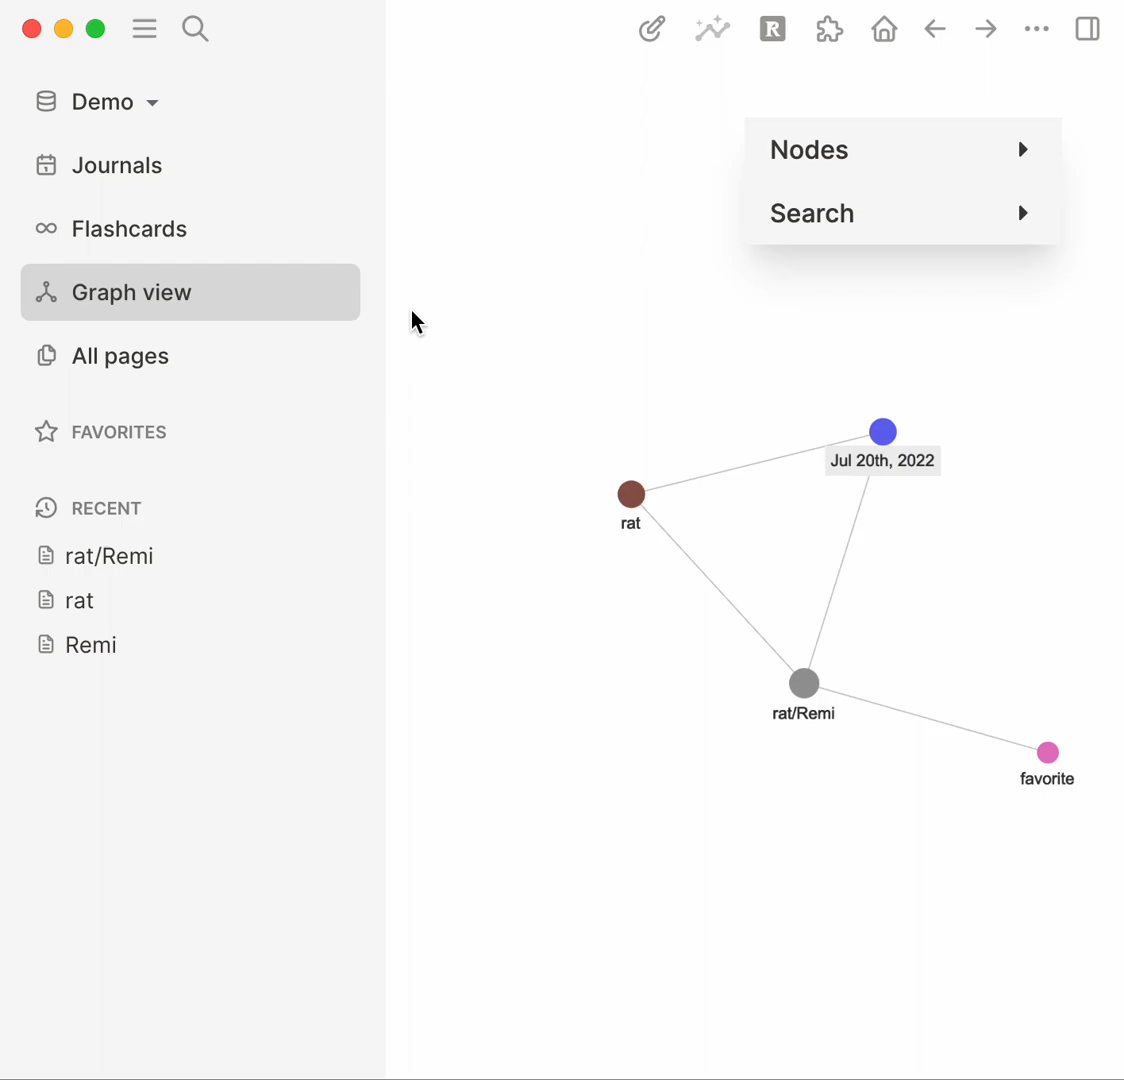 R
Demo
Journals
Flashcards
Graph view
All pages
FAVORITES
RECENT
rat/Remi
rat
Remi
Nodes
Search
Jul 20th, 2022
rat
rat/Remi
favorite